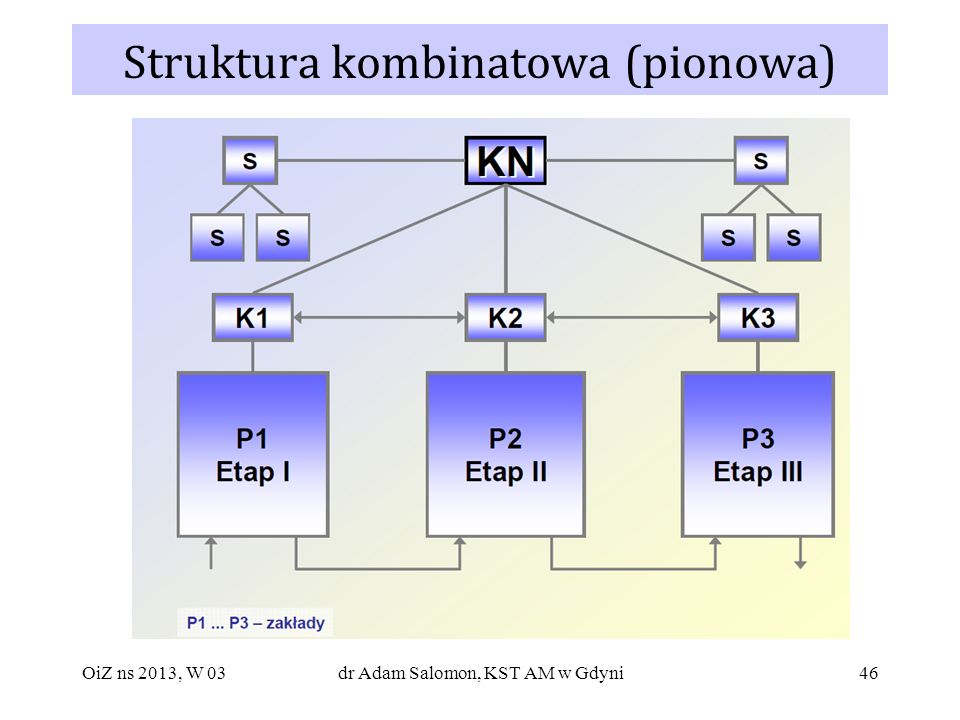 Struktura kombinatowa (pionowa)
S KN S
S S S S
K1 K2 K3
P1 P2 P3
Etap I Etap II Etap III
P1 ... P3 – zakłady
OiZ ns 2013, W 03 dr Adam Salomon, KST AM w Gdyni 46